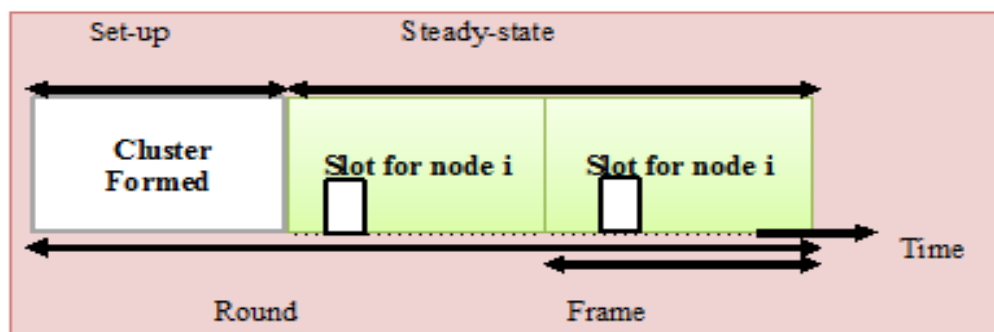 Set-up Steady-state
Cluster
Formed
Slot for node i Slot for node i
Time
Round Frame